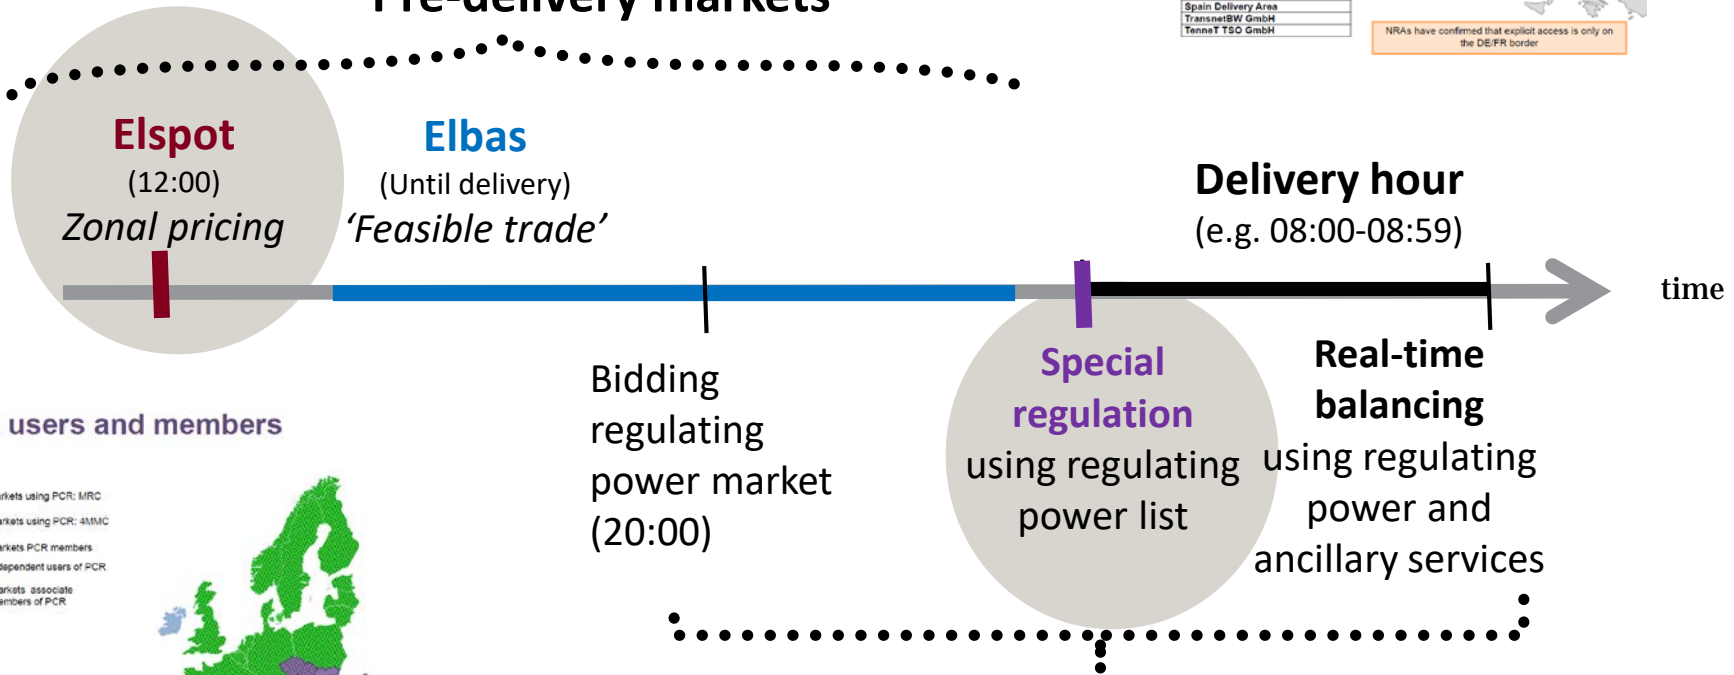 Pre-delivery markets
Spain Delivery Area
TransnetBW GmbH
TenneT TSO GmbH
NRAs have confirmed that explicit access is only on
the DE/FR border
Elspot
(12:00)
Zonal pricing
Elbas
(Until delivery)
‘Feasible trade’
Delivery hour
(e.g. 08:00-08:59)
time
Bidding
regulating
power market
(20:00)
Special
regulation
using regulating
power list
Real-time
balancing
using regulating
power and
ancillary services
users and members
rkets using PCR: MRC
arkets using PCR: 4MMC
arkets PCR members
dependent users of PCR
arkets associate
embers of PCR